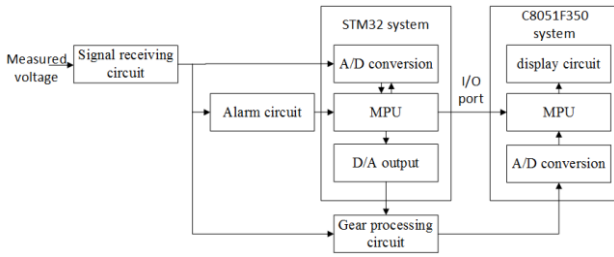 STM32 system
C8051F350
system
Measured
voltage
Signal receiving
circuit
A/D conversion
I/O
port
display circuit
Alarm circuit
MPU
MPU
D/A output
A/D conversion
Gear processing
circuit